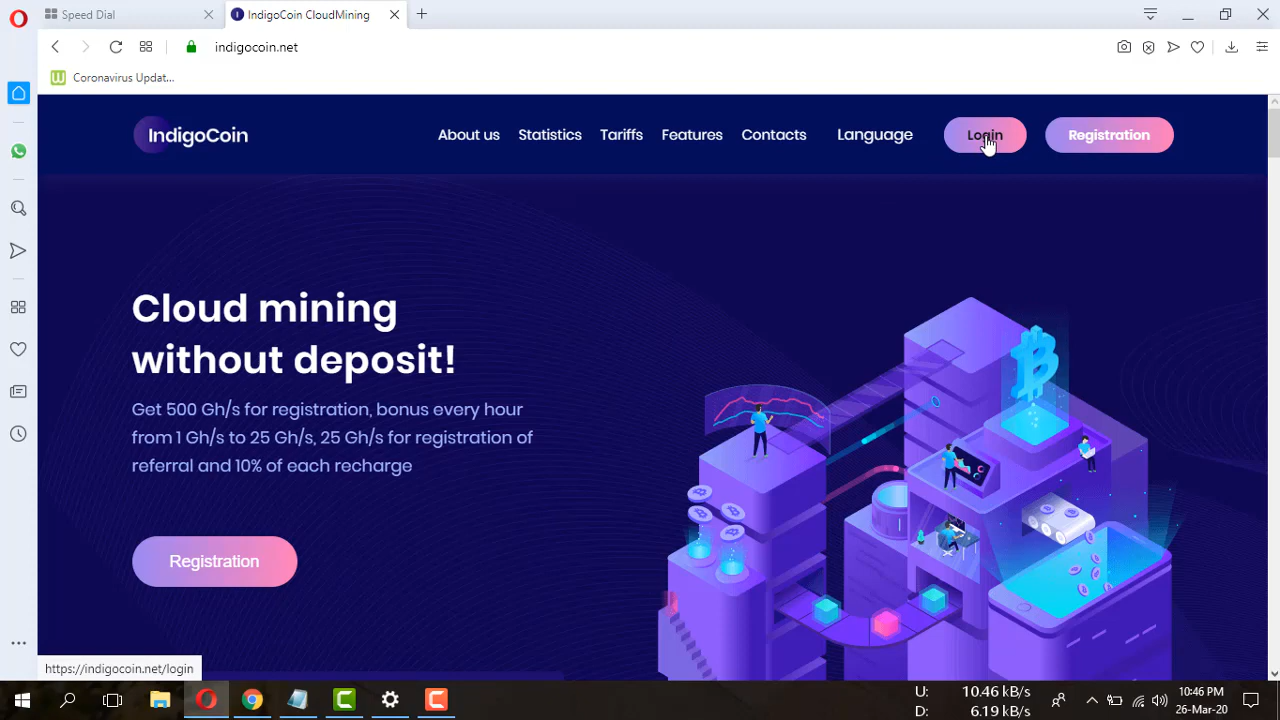 Speed Dial
IndigoCoin CloudMining
indigocoin.net
Coronavirus Updat...
IndigoCoin
About us Statistics Tariffs Features Contacts Language Login Registration
Cloud mining
without deposit!
Get 500 Gh/s for registration, bonus every hour
from 1 Gh/s to 25 Gh/s, 25 Gh/s for registration of
referral and 10% of each recharge
Registration
https://indigocoin.net/login
U: 10.46 kB/s
D: 6.19 kB/s
10:46 PM
26-Mar-20